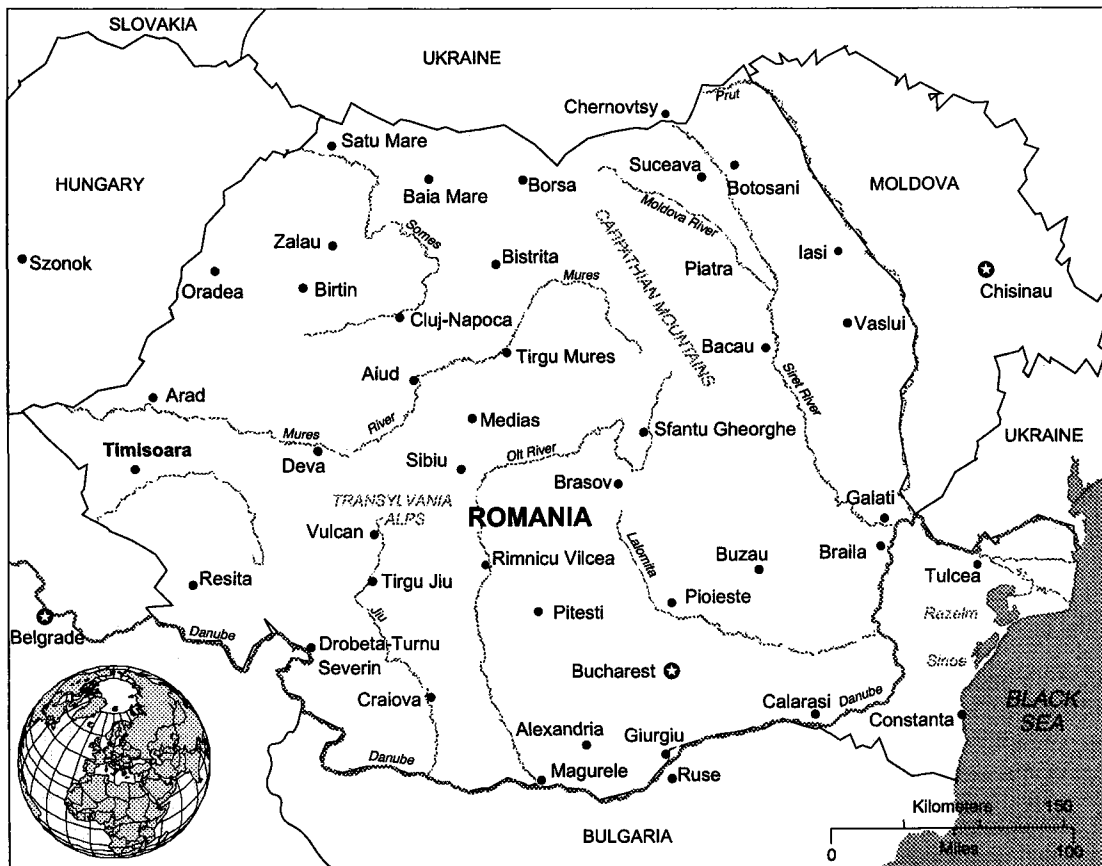 SLOVAKIA
UKRAINE
Chernovtsy
Prut
Satu Mare
HUNGARY
Baia Mare
Borsa
Suceava
Botosani
MOLDOVA
Somes
Moldova River
CARPATHIAN MOUNTAINS
Szonok
Zalau
Oradea
Birtin
Bistrita
Mures
Piatra
Iasi
Chisinau
Cluj-Napoca
Tirgu Mures
Bacau
Vaslui
Siret River
Aiud
Arad
River
Mures
Medias
Sfantu Gheorghe
UKRAINE
Timisoara
Deva
Sibiu
Olt River
Brasov
TRANSYLVANIA
ALPS
ROMANIA
Galati
Vulcan
Braila
Rimnicu Vilcea
Lalomita
Buzau
Tulcea
Resita
Tirgu Jiu
Jiu
Pitesti
Pioieste
Razelm
Belgrade
Danube
Drobeta-Turnu
Severin
Bucharest
Sinoe
Craiova
Calarasi
Danube
Constanta
BLACK
SEA
Alexandria
Giurgiu
Danube
Magurele
Ruse
BULGARIA
Kilometers 150
0 Miles 100